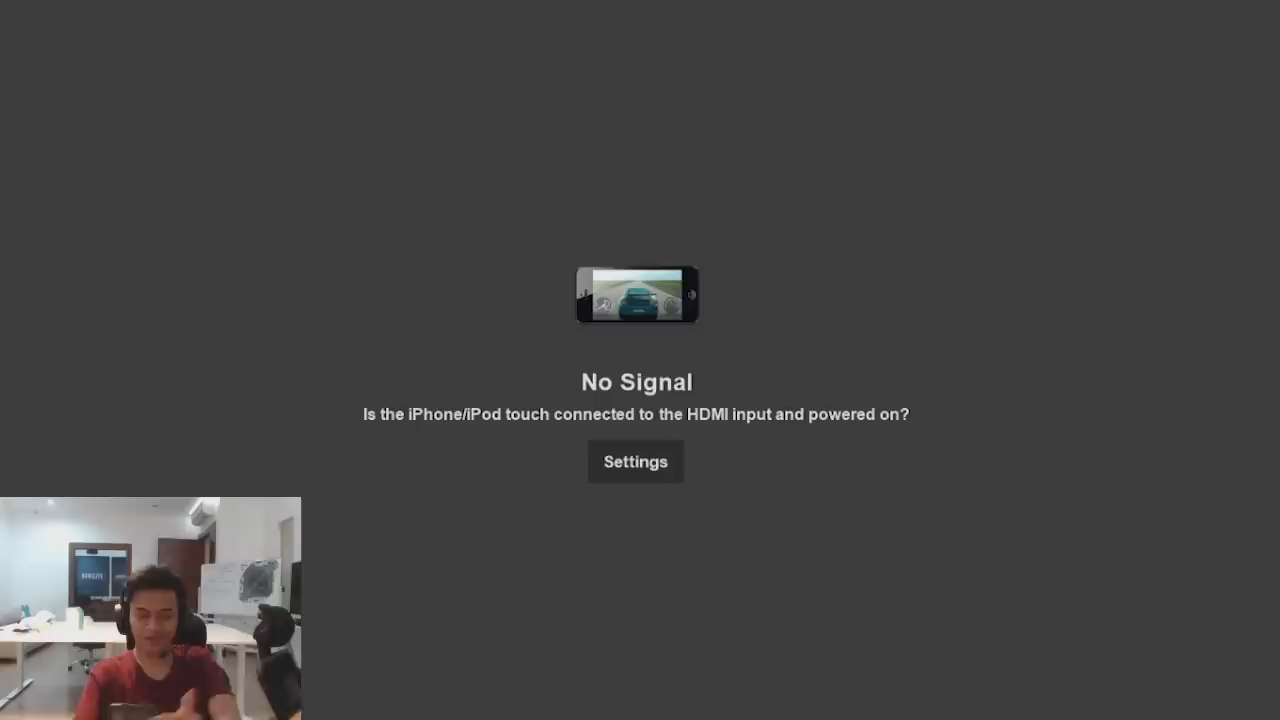 No Signal
Is the iPhone/iPod touch connected to the HDMI input and powered on?
Settings